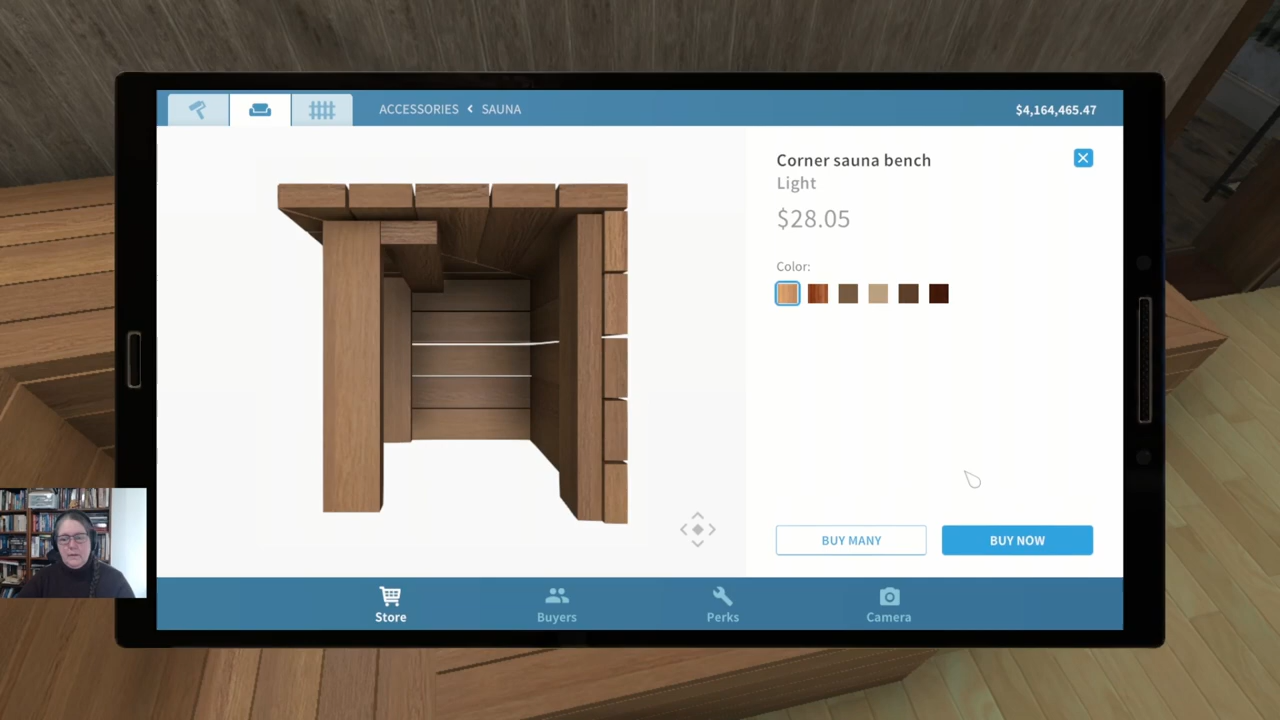 ACCESSORIES < SAUNA
$4,164,465.47
Corner sauna bench
Light
$28.05
Color:
BUY MANY
BUY NOW
Store
Buyers
Perks
Camera